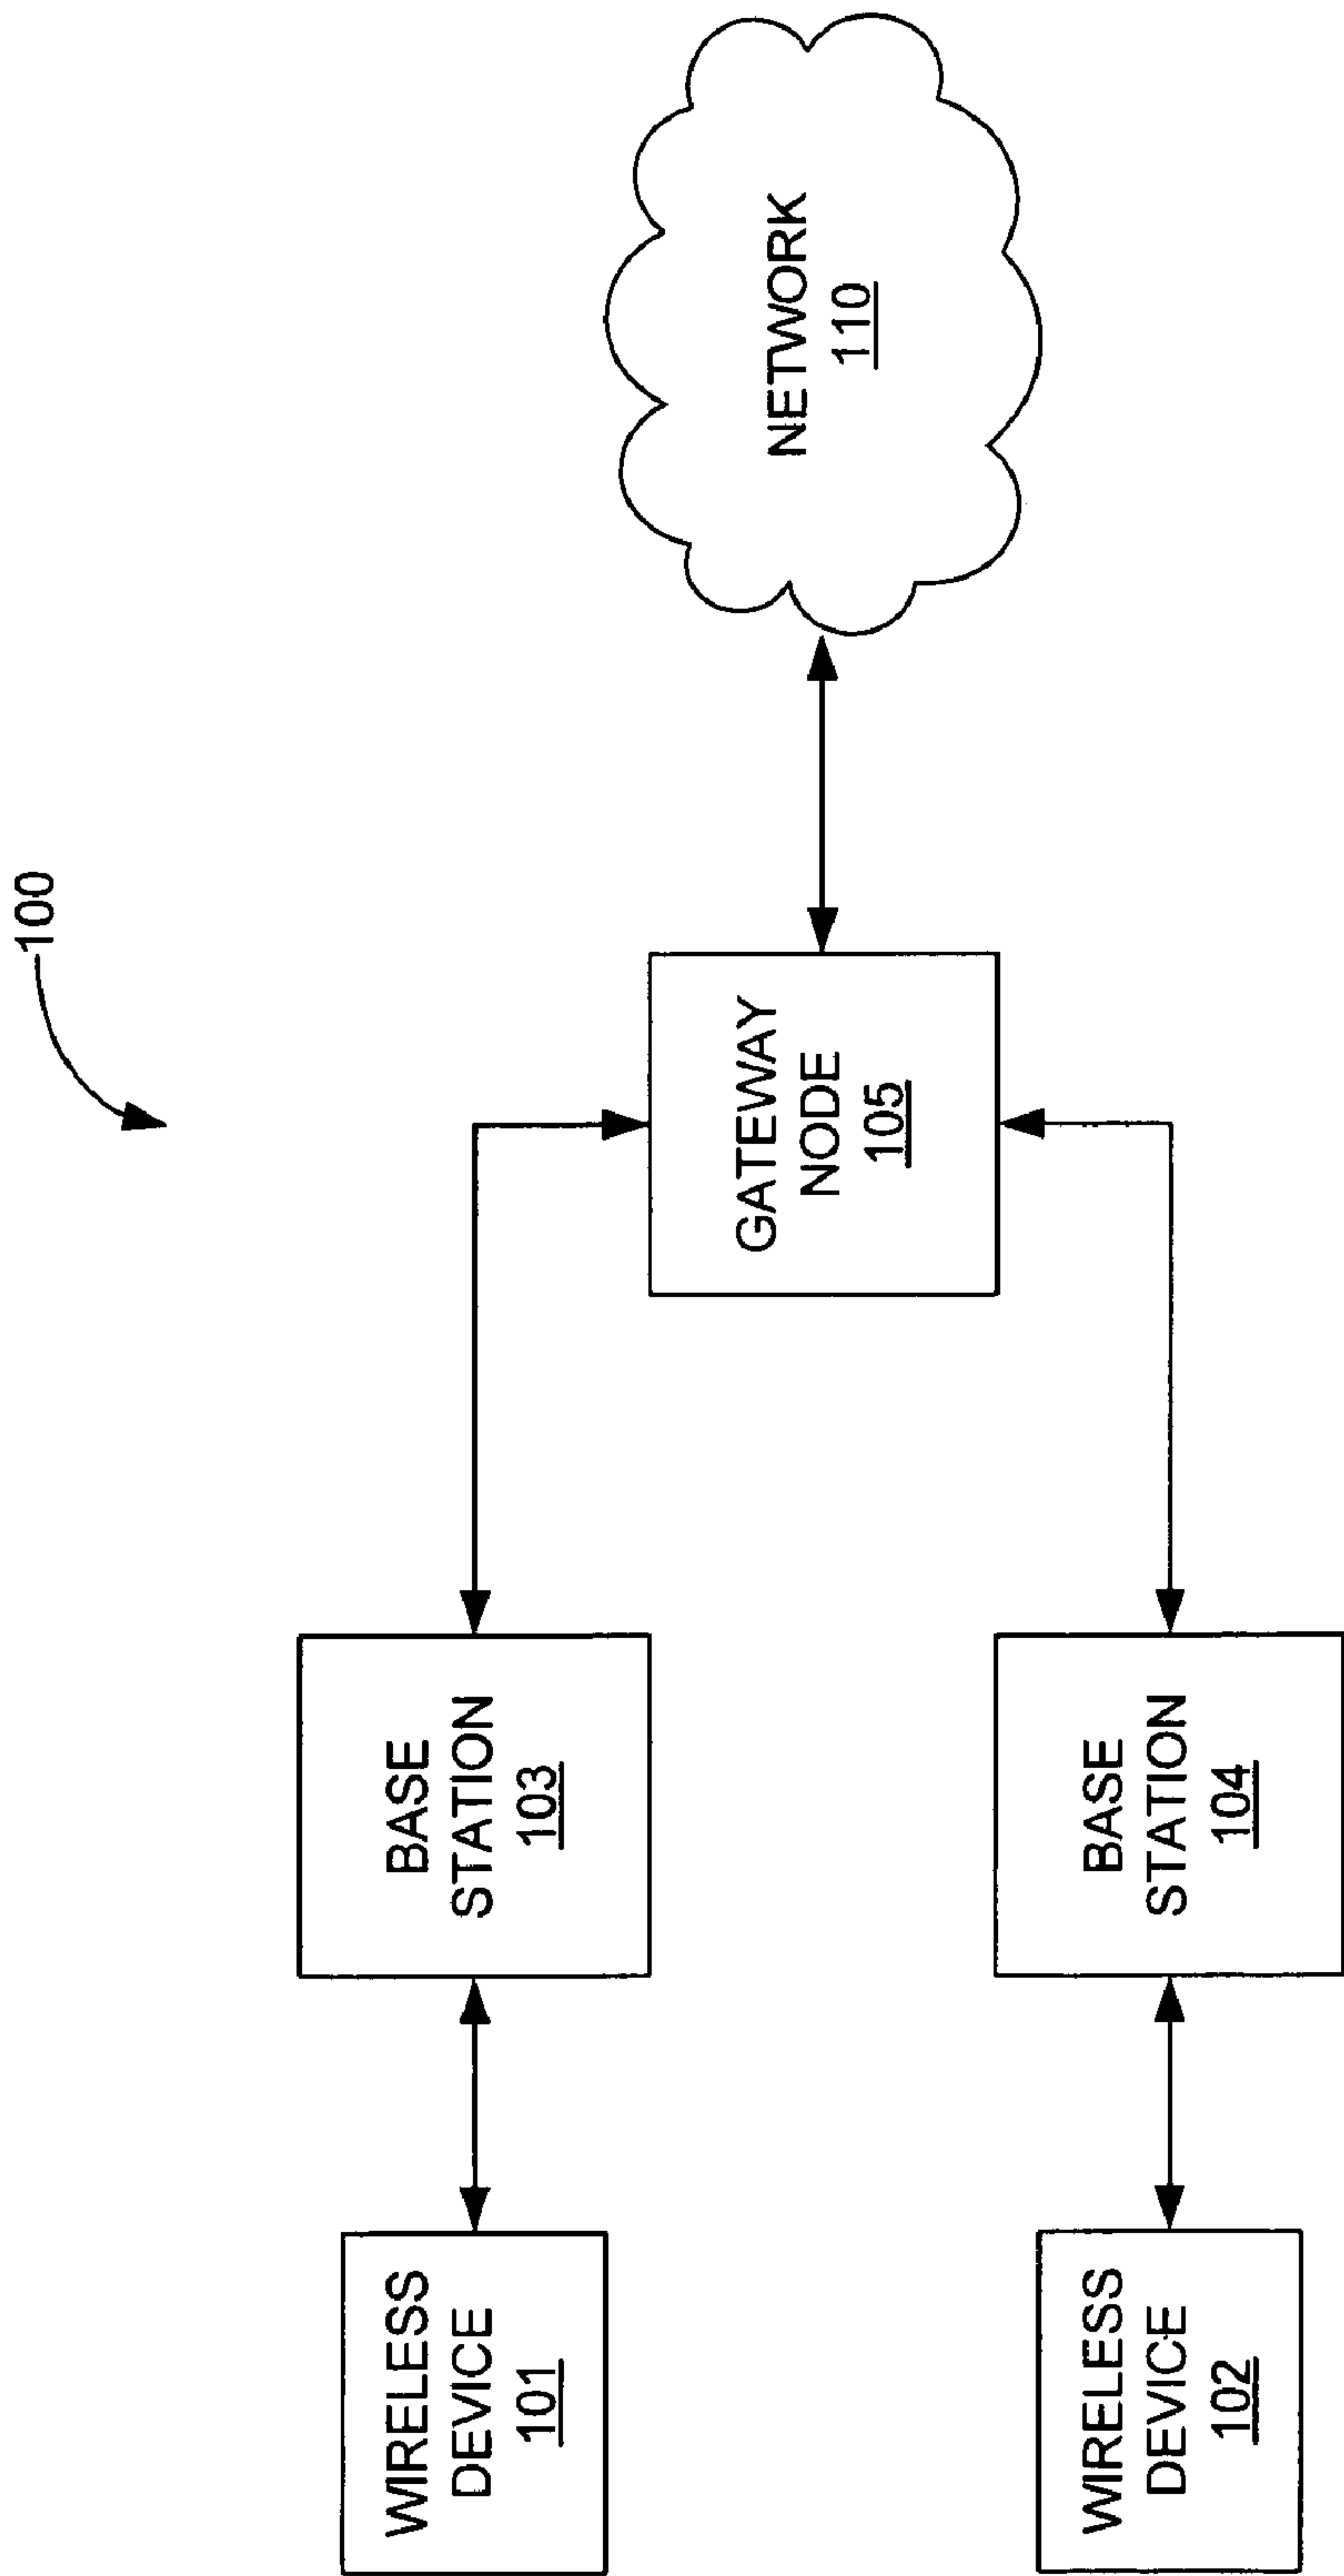 100
WIRELESS
DEVICE
101
BASE
STATION
103
GATEWAY
NODE
105
NETWORK
110
WIRELESS
DEVICE
102
BASE
STATION
104